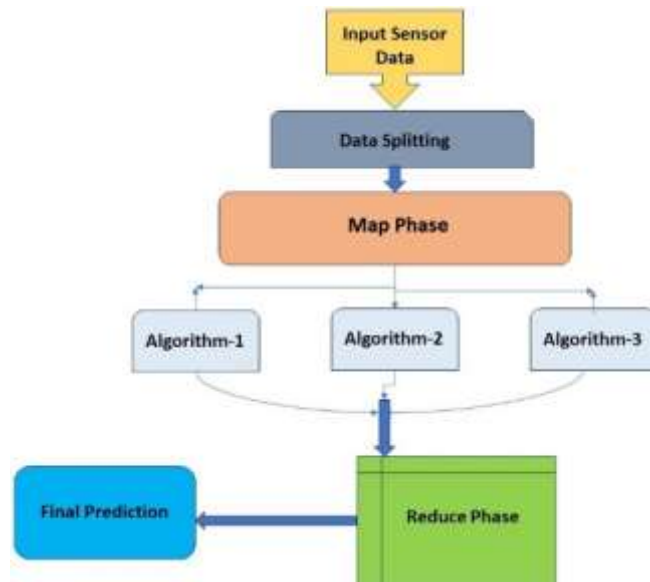 Input Sensor
Data
Data Splitting
Map Phase
Algorithm-1
Algorithm-2
Algorithm-3
Final Prediction
Reduce Phase